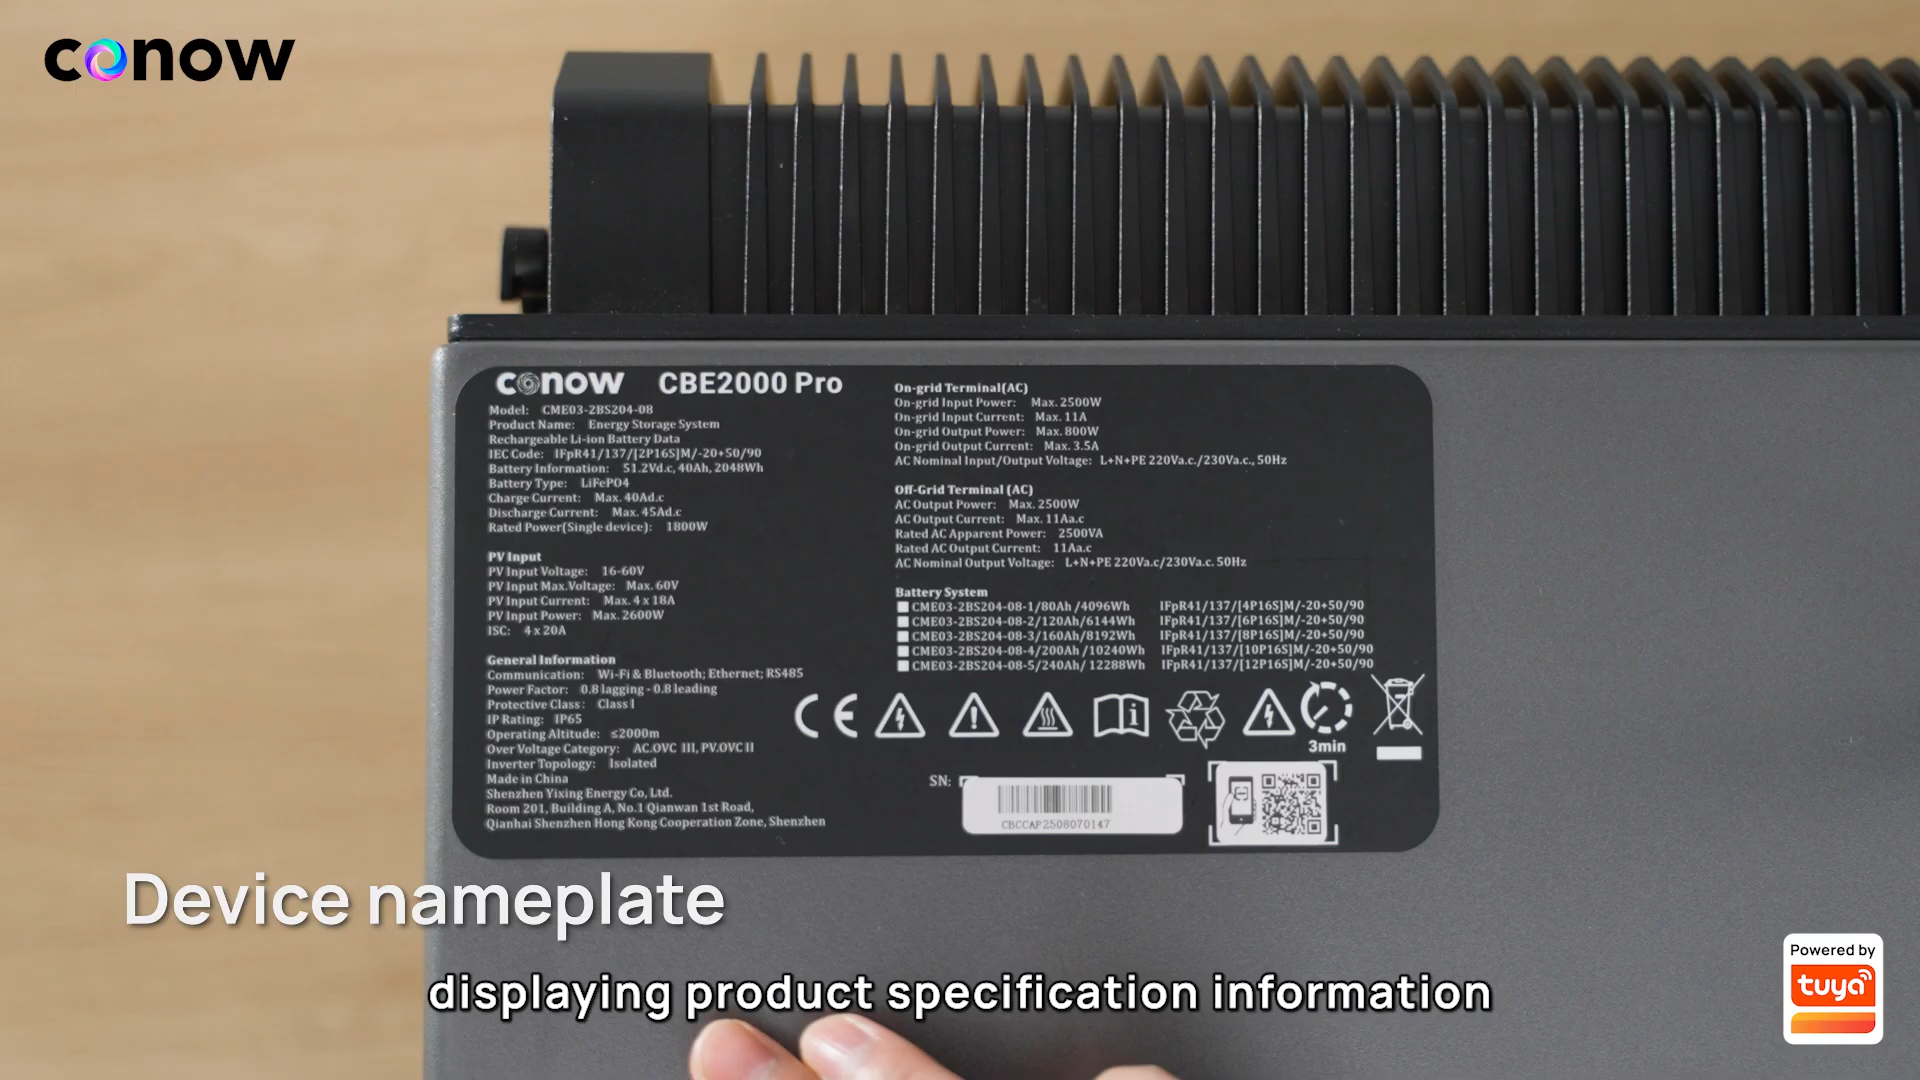 conow
conow CBE2000 Pro
Model: CME03-2BS204-08
Product Name: Energy Storage System
Rechargeable Li-ion Battery Data
IEC Code: IFpR41/137/[2P16S]M/-20+50/90
Battery Information: 51.2Vd.c, 40Ah, 2048Wh
Battery Type: LiFePO4
Charge Current: Max. 40Ad.c
Discharge Current: Max. 45Ad.c
Rated Power(Single device): 1800W
PV Input
PV Input Voltage: 16-60V
PV Input Max.Voltage: Max. 60V
PV Input Current: Max. 4 x 18A
PV Input Power: Max. 2600W
ISC: 4 x 20A
General Information
Communication: Wi-Fi & Bluetooth; Ethernet; RS485
Power Factor: 0.8 lagging - 0.8 leading
Protective Class: Class I
IP Rating: IP65
Operating Altitude: ≤2000m
Over Voltage Category: AC.OVC III, PV.OVC II
Inverter Topology: Isolated
Made in China
Shenzhen Yixing Energy Co, Ltd.
Room 201, Building A, No.1 Qianwan 1st Road,
Qianhai Shenzhen Hong Kong Cooperation Zone, Shenzhen
On-grid Terminal(AC)
On-grid Input Power: Max. 2500W
On-grid Input Current: Max. 11A
On-grid Output Power: Max. 800W
On-grid Output Current: Max. 3.5A
AC Nominal Input/Output Voltage: L+N+PE 220Va.c./230Va.c., 50Hz
Off-Grid Terminal (AC)
AC Output Power: Max. 2500W
AC Output Current: Max. 11Aa.c
Rated AC Apparent Power: 2500VA
Rated AC Output Current: 11Aa.c
AC Nominal Output Voltage: L+N+PE 220Va.c/230Va.c. 50Hz
Battery System
CME03-2BS204-08-1/80Ah /4096Wh IFpR41/137/[4P16S]M/-20+50/90
CME03-2BS204-08-2/120Ah/6144Wh IFpR41/137/[6P16S]M/-20+50/90
CME03-2BS204-08-3/160Ah/8192Wh IFpR41/137/[8P16S]M/-20+50/90
CME03-2BS204-08-4/200Ah /10240Wh IFpR41/137/[10P16S]M/-20+50/90
CME03-2BS204-08-5/240Ah/ 12288Wh IFpR41/137/[12P16S]M/-20+50/90
CE
3min
SN:
CBCCAP2508070147
Device nameplate
displaying product specification information
Powered by
tuya